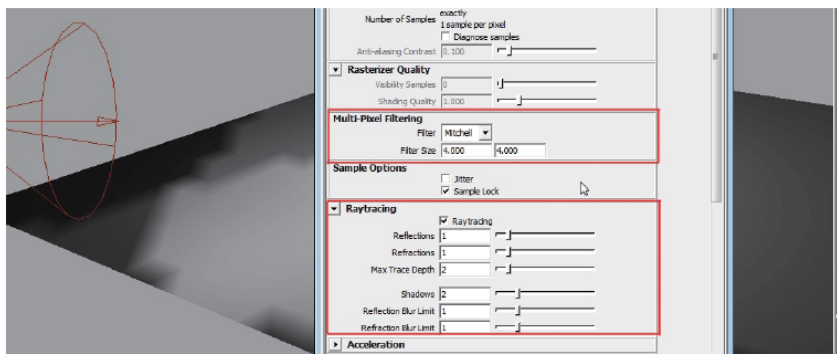 exactly
Number of Samples
1 sample per pixel
Diagnose samples
Anti-aliasing Contrast 0.100
Rasterizer Quality
Visibility Samples 0
Shading Quality 1.000
Multi-Pixel Filtering
Filter Mitchell
Filter Size 4.000 4.000
Sample Options
Jitter
Sample Lock
Raytracing
Raytracing
Reflections 1
Refractions 1
Max Trace Depth 2
Shadows 2
Reflection Blur Limit 1
Refraction Blur Limit 1
Acceleration